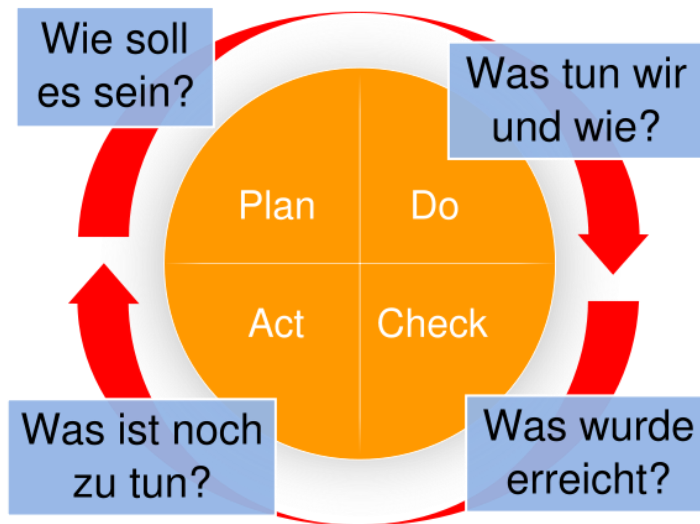 Wie soll
es sein?
Was tun wir
und wie?
Plan
Do
Act
Check
Was ist noch
zu tun?
Was wurde
erreicht?